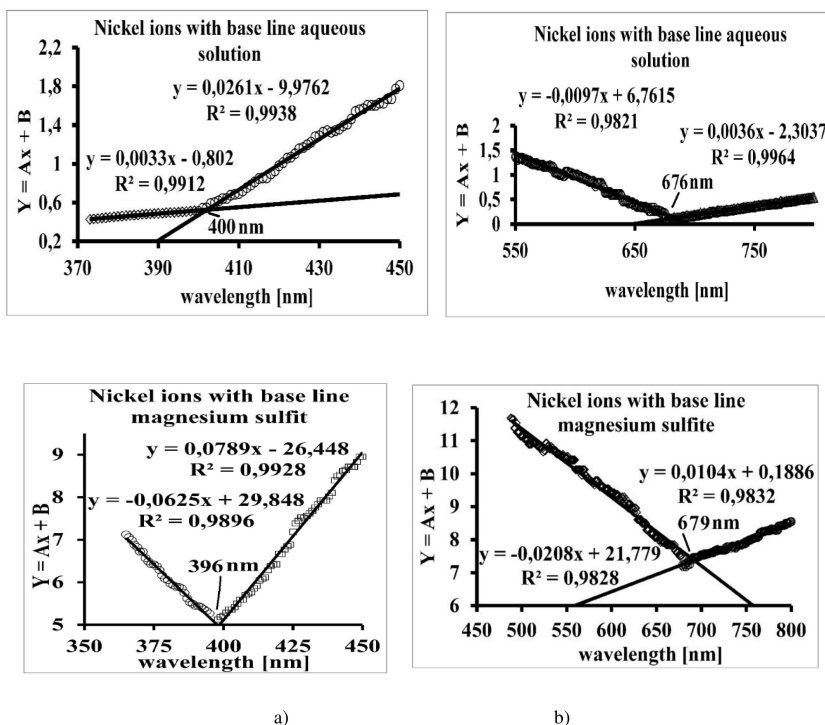 Nickel ions with base line aqueous
solution
2,2
1,8
1,4
1
0,6
0,2
Y = Ax + B
y = 0,0261x - 9,9762
R² = 0,9938
y = 0,0033x - 0,802
R² = 0,9912
400 nm
370 390 410 430 450
wavelength [nm]
Nickel ions with base line aqueous
solution
y = -0,0097x + 6,7615
R² = 0,9821
y = 0,0036x - 2,3037
R² = 0,9964
2
1,5
1
0,5
0
Y = Ax + B
676 nm
550 650 750
wavelength [nm]
Nickel ions with base line
magnesium sulfit
9
8
7
6
5
Y = Ax + B
y = 0,0789x - 26,448
R² = 0,9928
y = -0,0625x + 29,848
R² = 0,9896
396 nm
350 375 400 425 450
wavelength [nm]
Nickel ions with base line
magnesium sulfite
12
11
10
9
8
7
6
Y = Ax + B
y = 0,0104x + 0,1886
R² = 0,9832
679 nm
y = -0,0208x + 21,779
R² = 0,9828
450 500 550 600 650 700 750 800
wavelength [nm]
a) b)